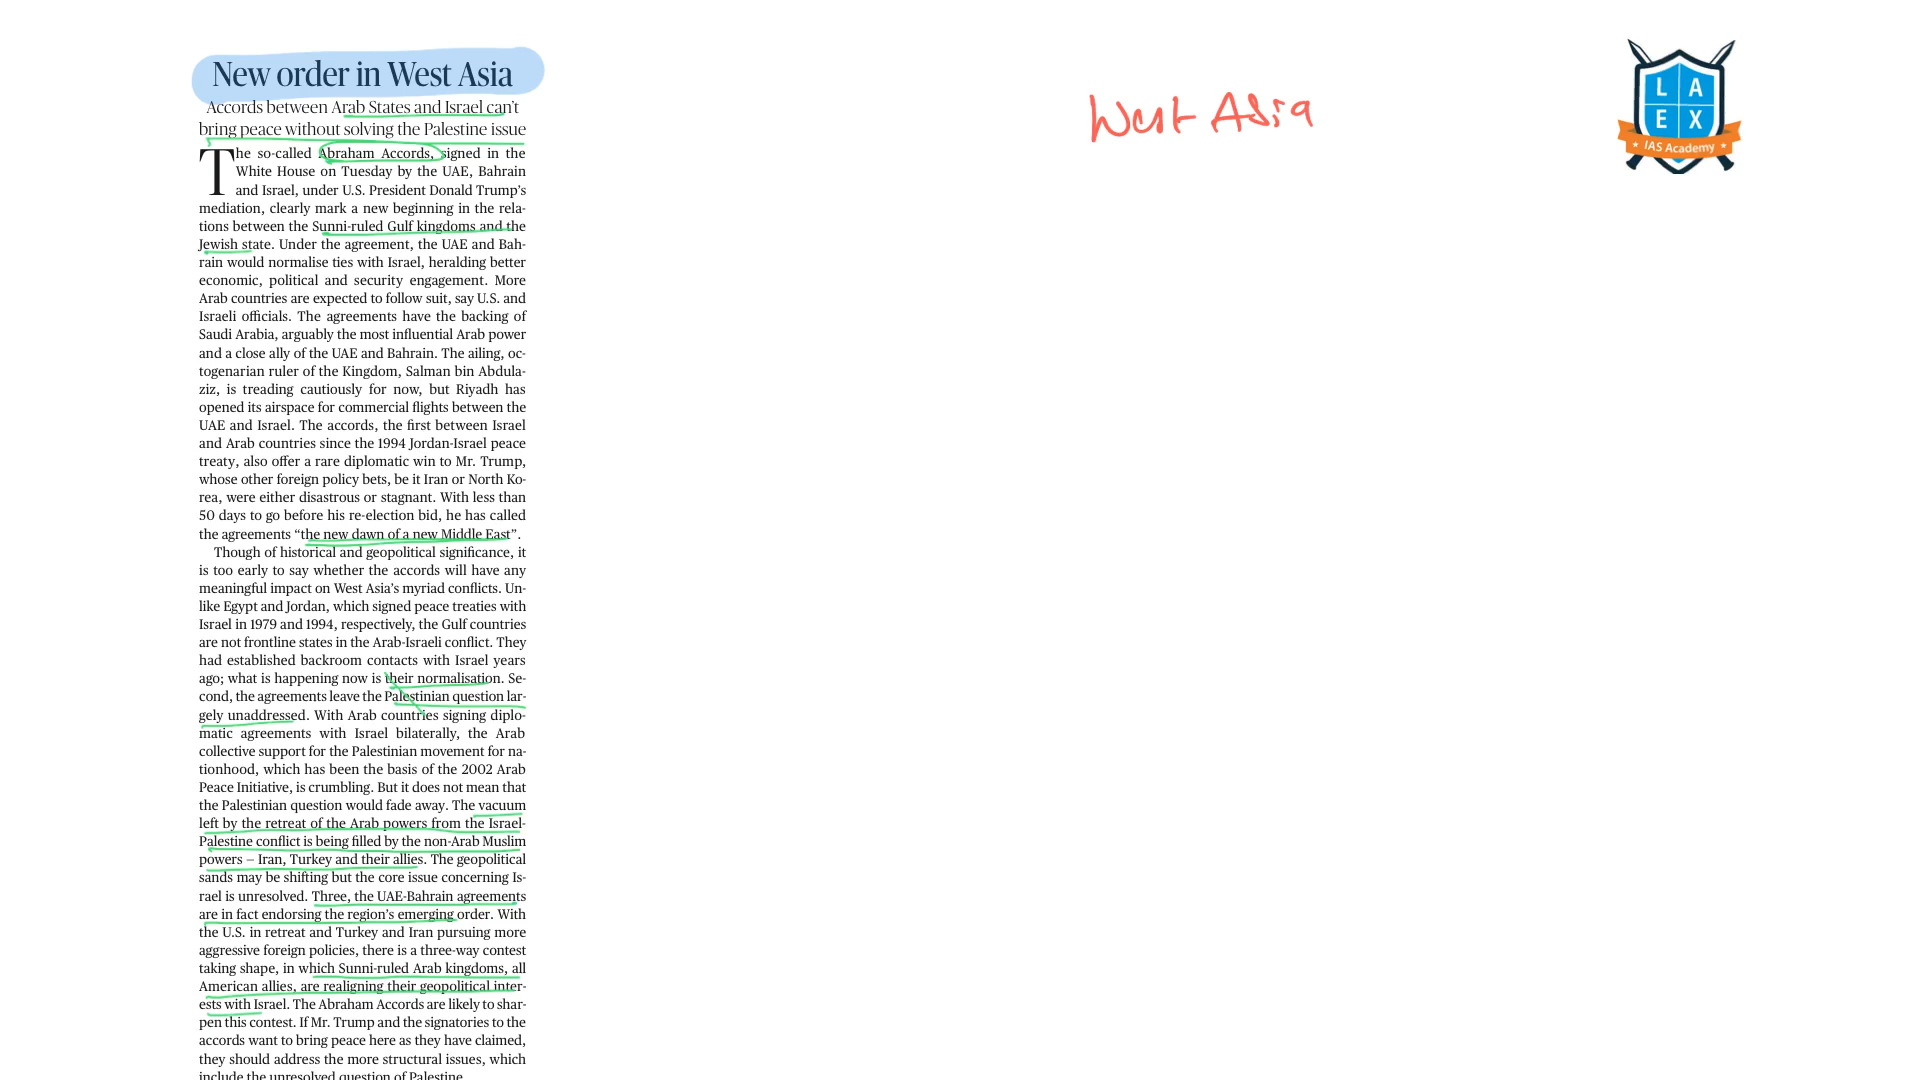 New order in West Asia
Accords between Arab States and Israel can't
bring peace without solving the Palestine issue
The so-called Abraham Accords, signed in the
White House on Tuesday by the UAE, Bahrain
and Israel, under U.S. President Donald Trump's
mediation, clearly mark a new beginning in the rela-
tions between the Sunni-ruled Gulf kingdoms and the
Jewish state. Under the agreement, the UAE and Bah-
rain would normalise ties with Israel, heralding better
economic, political and security engagement. More
Arab countries are expected to follow suit, say U.S. and
Israeli officials. The agreements have the backing of
Saudi Arabia, arguably the most influential Arab power
and a close ally of the UAE and Bahrain. The ailing, oc-
togenarian ruler of the Kingdom, Salman bin Abdula-
ziz, is treading cautiously for now, but Riyadh has
opened its airspace for commercial flights between the
UAE and Israel. The accords, the first between Israel
and Arab countries since the 1994 Jordan-Israel peace
treaty, also offer a rare diplomatic win to Mr. Trump,
whose other foreign policy bets, be it Iran or North Ko-
rea, were either disastrous or stagnant. With less than
50 days to go before his re-election bid, he has called
the agreements “the new dawn of a new Middle East”.
Though of historical and geopolitical significance, it
is too early to say whether the accords will have any
meaningful impact on West Asia's myriad conflicts. Un-
like Egypt and Jordan, which signed peace treaties with
Israel in 1979 and 1994, respectively, the Gulf countries
are not frontline states in the Arab-Israeli conflict. They
had established backroom contacts with Israel years
ago; what is happening now is their normalisation. Se-
cond, the agreements leave the Palestinian question lar-
gely unaddressed. With Arab countries signing diplo-
matic agreements with Israel bilaterally, the Arab
collective support for the Palestinian movement for na-
tionhood, which has been the basis of the 2002 Arab
Peace Initiative, is crumbling. But it does not mean that
the Palestinian question would fade away. The vacuum
left by the retreat of the Arab powers from the Israel-
Palestine conflict is being filled by the non-Arab Muslim
powers – Iran, Turkey and their allies. The geopolitical
sands may be shifting but the core issue concerning Is-
rael is unresolved. Three, the UAE-Bahrain agreements
are in fact endorsing the region's emerging order. With
the U.S. in retreat and Turkey and Iran pursuing more
aggressive foreign policies, there is a three-way contest
taking shape, in which Sunni-ruled Arab kingdoms, all
American allies, are realigning their geopolitical inter-
ests with Israel. The Abraham Accords are likely to shar-
pen this contest. If Mr. Trump and the signatories to the
accords want to bring peace here as they have claimed,
they should address the more structural issues, which
include the unresolved question of Palestine.
West Asia
L A
E X
IAS Academy